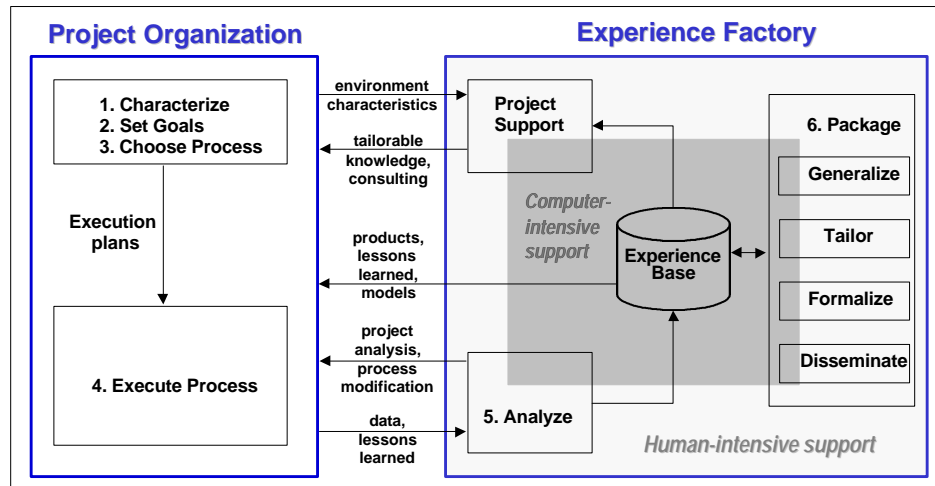 Project Organization
Experience Factory
1. Characterize
2. Set Goals
3. Choose Process
environment
characteristics
tailorable
knowledge,
consulting
Project
Support
6. Package
Generalize
Tailor
Formalize
Disseminate
Computer-
intensive
support
Execution
plans
products,
lessons
learned,
models
Experience
Base
4. Execute Process
project
analysis,
process
modification
5. Analyze
data,
lessons
learned
Human-intensive support